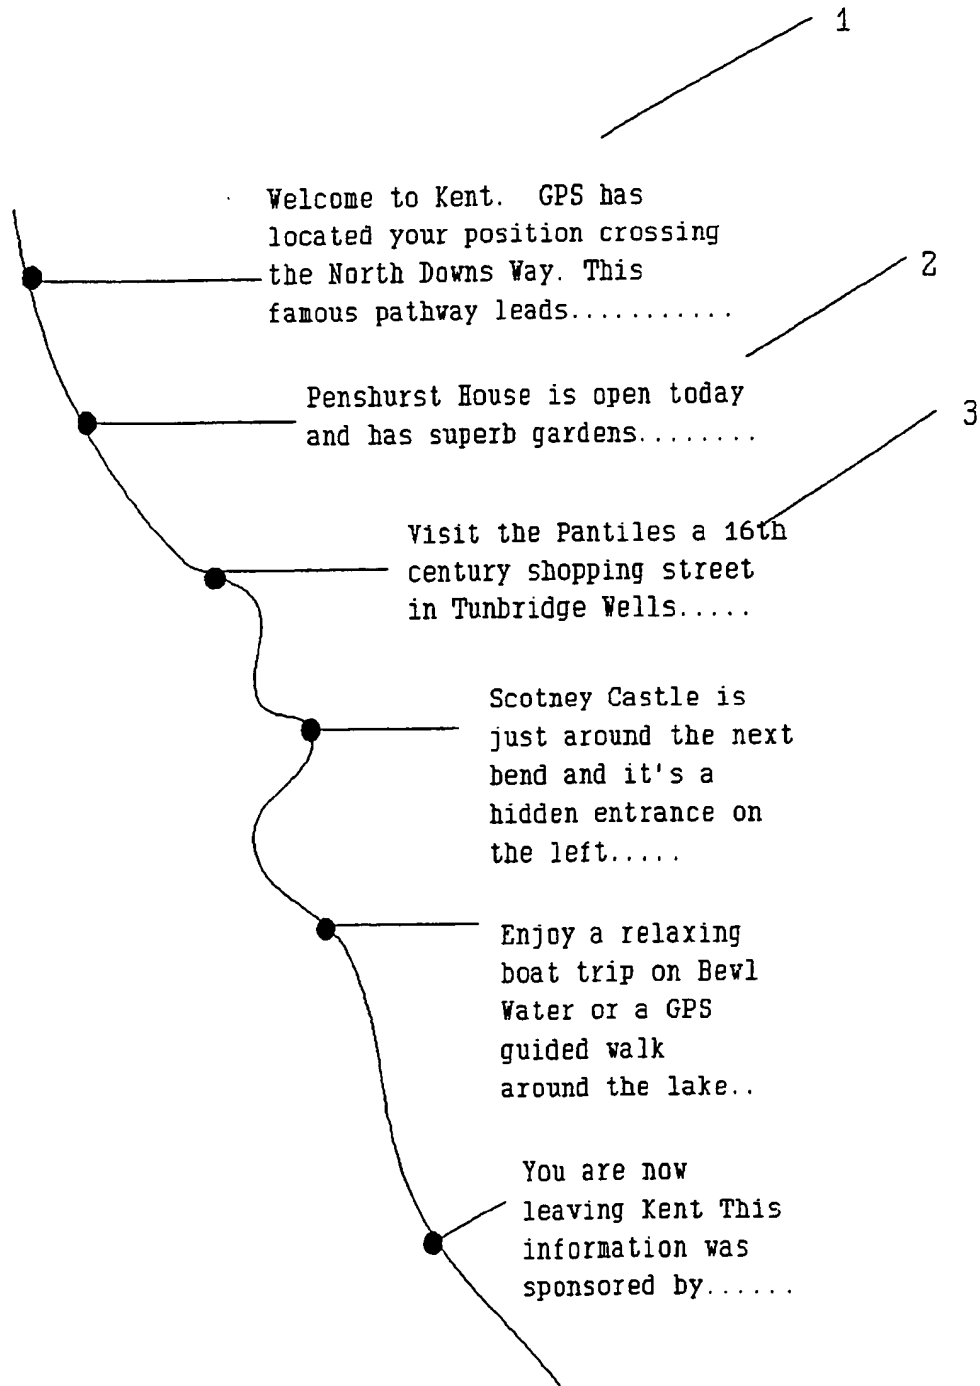 1
Welcome to Kent. GPS has
located your position crossing
the North Downs Way. This
famous pathway leads...........
2
Penshurst House is open today
and has superb gardens........
3
Visit the Pantiles a 16th
century shopping street
in Tunbridge Wells.....
Scotney Castle is
just around the next
bend and it's a
hidden entrance on
the left.....
Enjoy a relaxing
boat trip on Bewl
Water or a GPS
guided walk
around the lake..
You are now
leaving Kent This
information was
sponsored by......